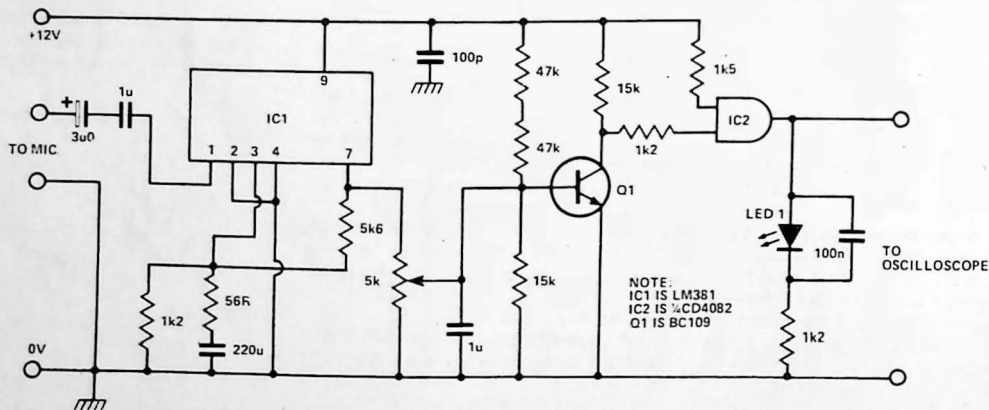 +12V
100p
47k
15k
1k5
9
1u
+
3u0
IC1
IC2
47k
1k2
TO MIC
1
2
3
4
7
Q1
5k6
LED 1
100n
TO
OSCILLOSCOPE
5k
15k
56R
1k2
NOTE:
IC1 IS LM381
IC2 IS ¼CD4082
Q1 IS BC109
1u
1k2
220u
0V